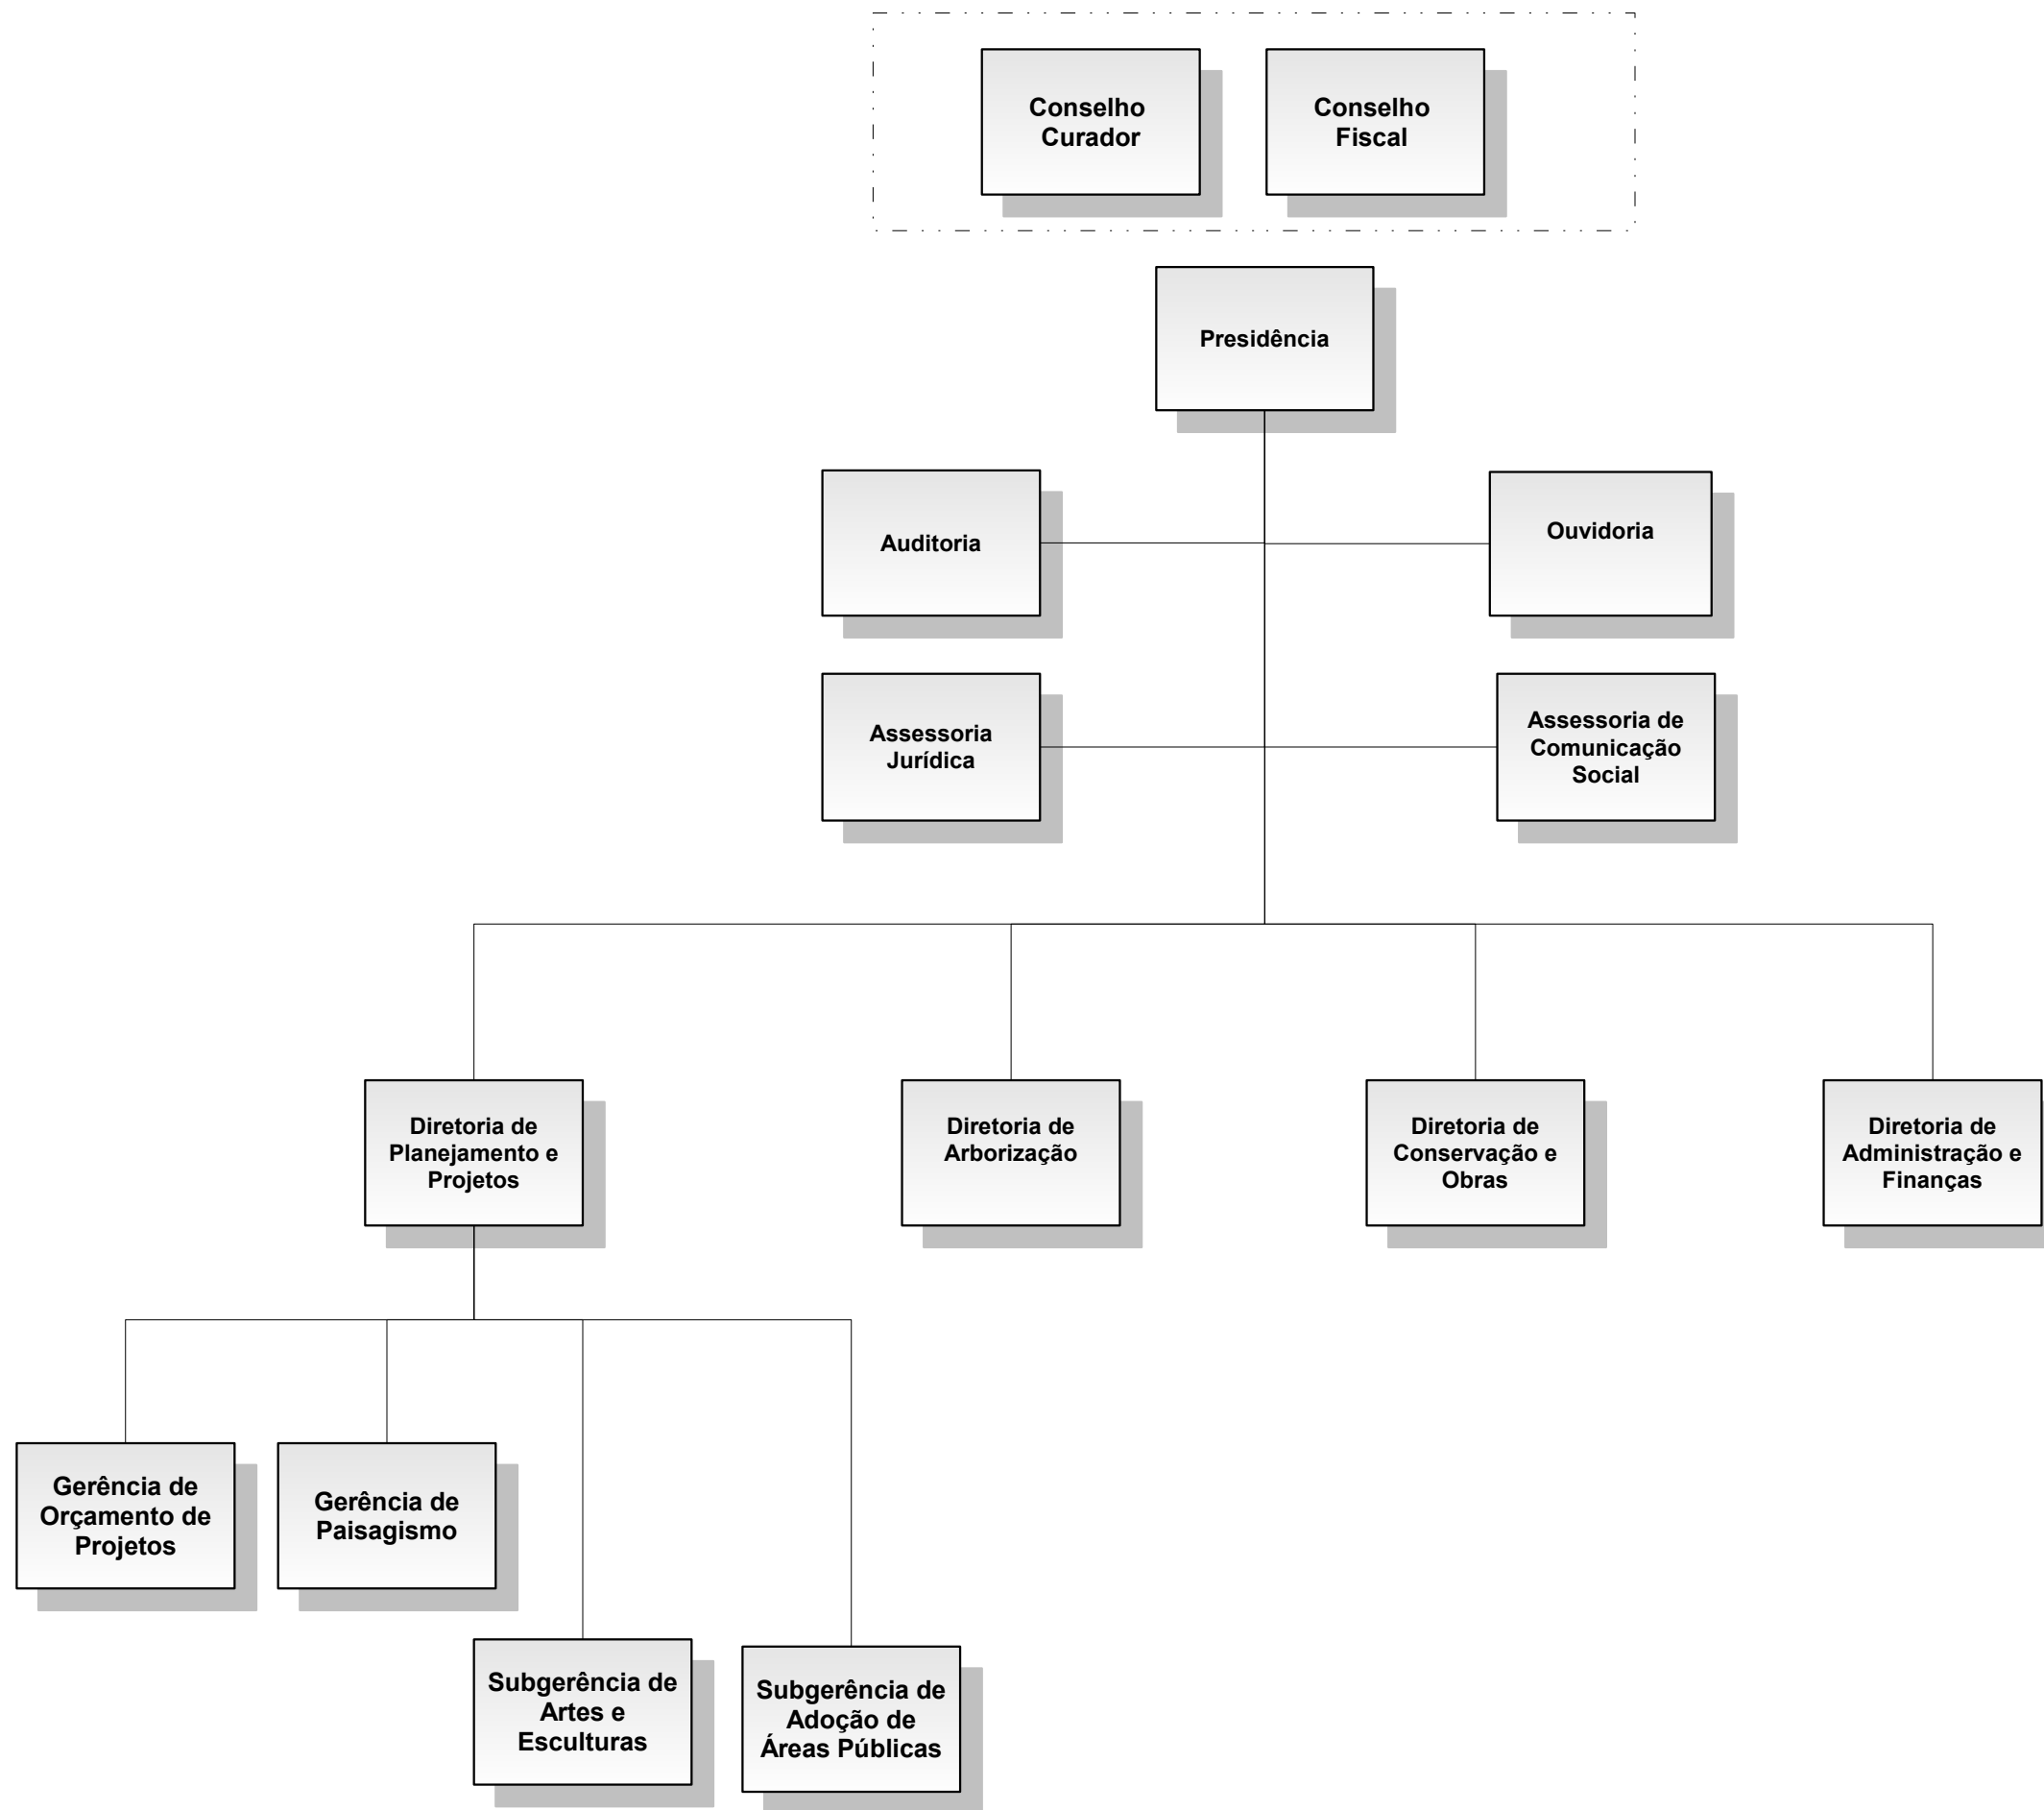 Conselho
Curador
Conselho
Fiscal
Presidência
Auditoria
Ouvidoria
Assessoria
Jurídica
Assessoria de
Comunicação
Social
Diretoria de
Planejamento e
Projetos
Diretoria de
Arborização
Diretoria de
Conservação e
Obras
Diretoria de
Administração e
Finanças
Gerência de
Orçamento de
Projetos
Gerência de
Paisagismo
Subgerência de
Artes e
Esculturas
Subgerência de
Adoção de
Áreas Públicas